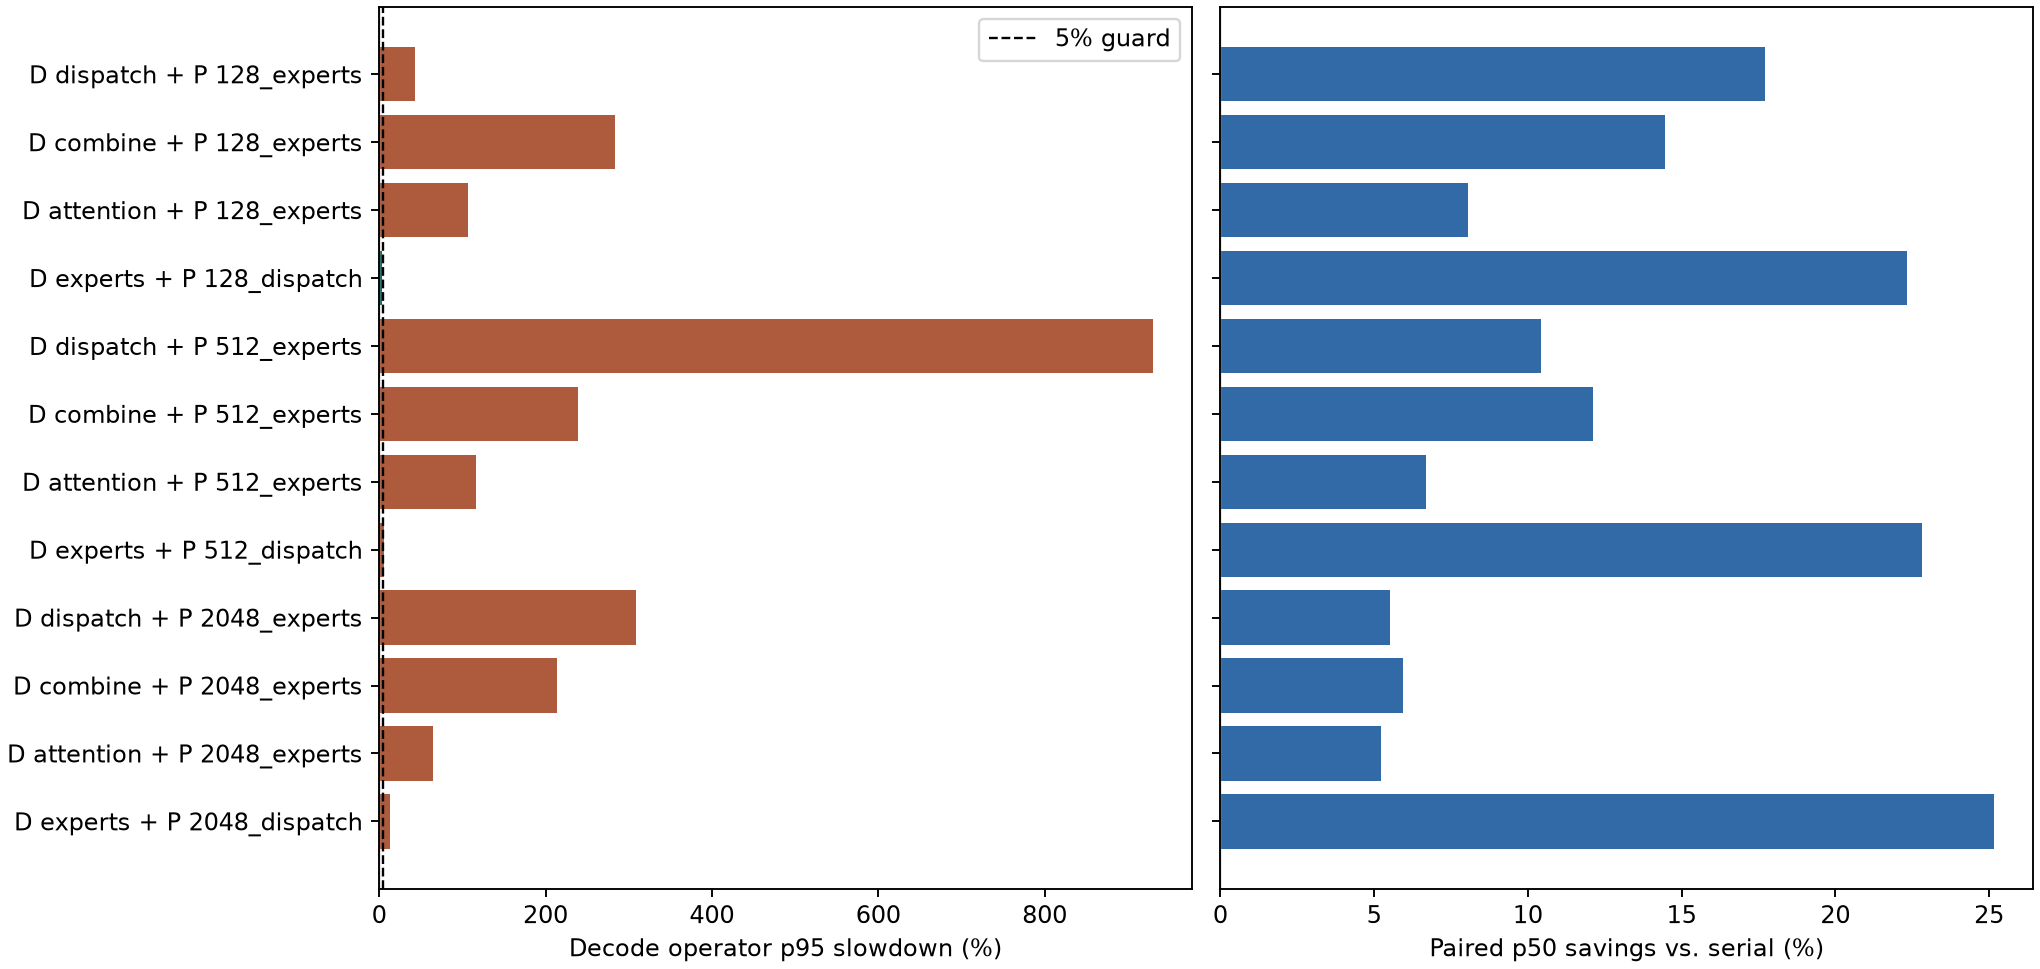 5% guard
D dispatch + P 128_experts
D combine + P 128_experts
D attention + P 128_experts
D experts + P 128_dispatch
D dispatch + P 512_experts
D combine + P 512_experts
D attention + P 512_experts
D experts + P 512_dispatch
D dispatch + P 2048_experts
D combine + P 2048_experts
D attention + P 2048_experts
D experts + P 2048_dispatch
0 200 400 600 800
Decode operator p95 slowdown (%)
0 5 10 15 20 25
Paired p50 savings vs. serial (%)